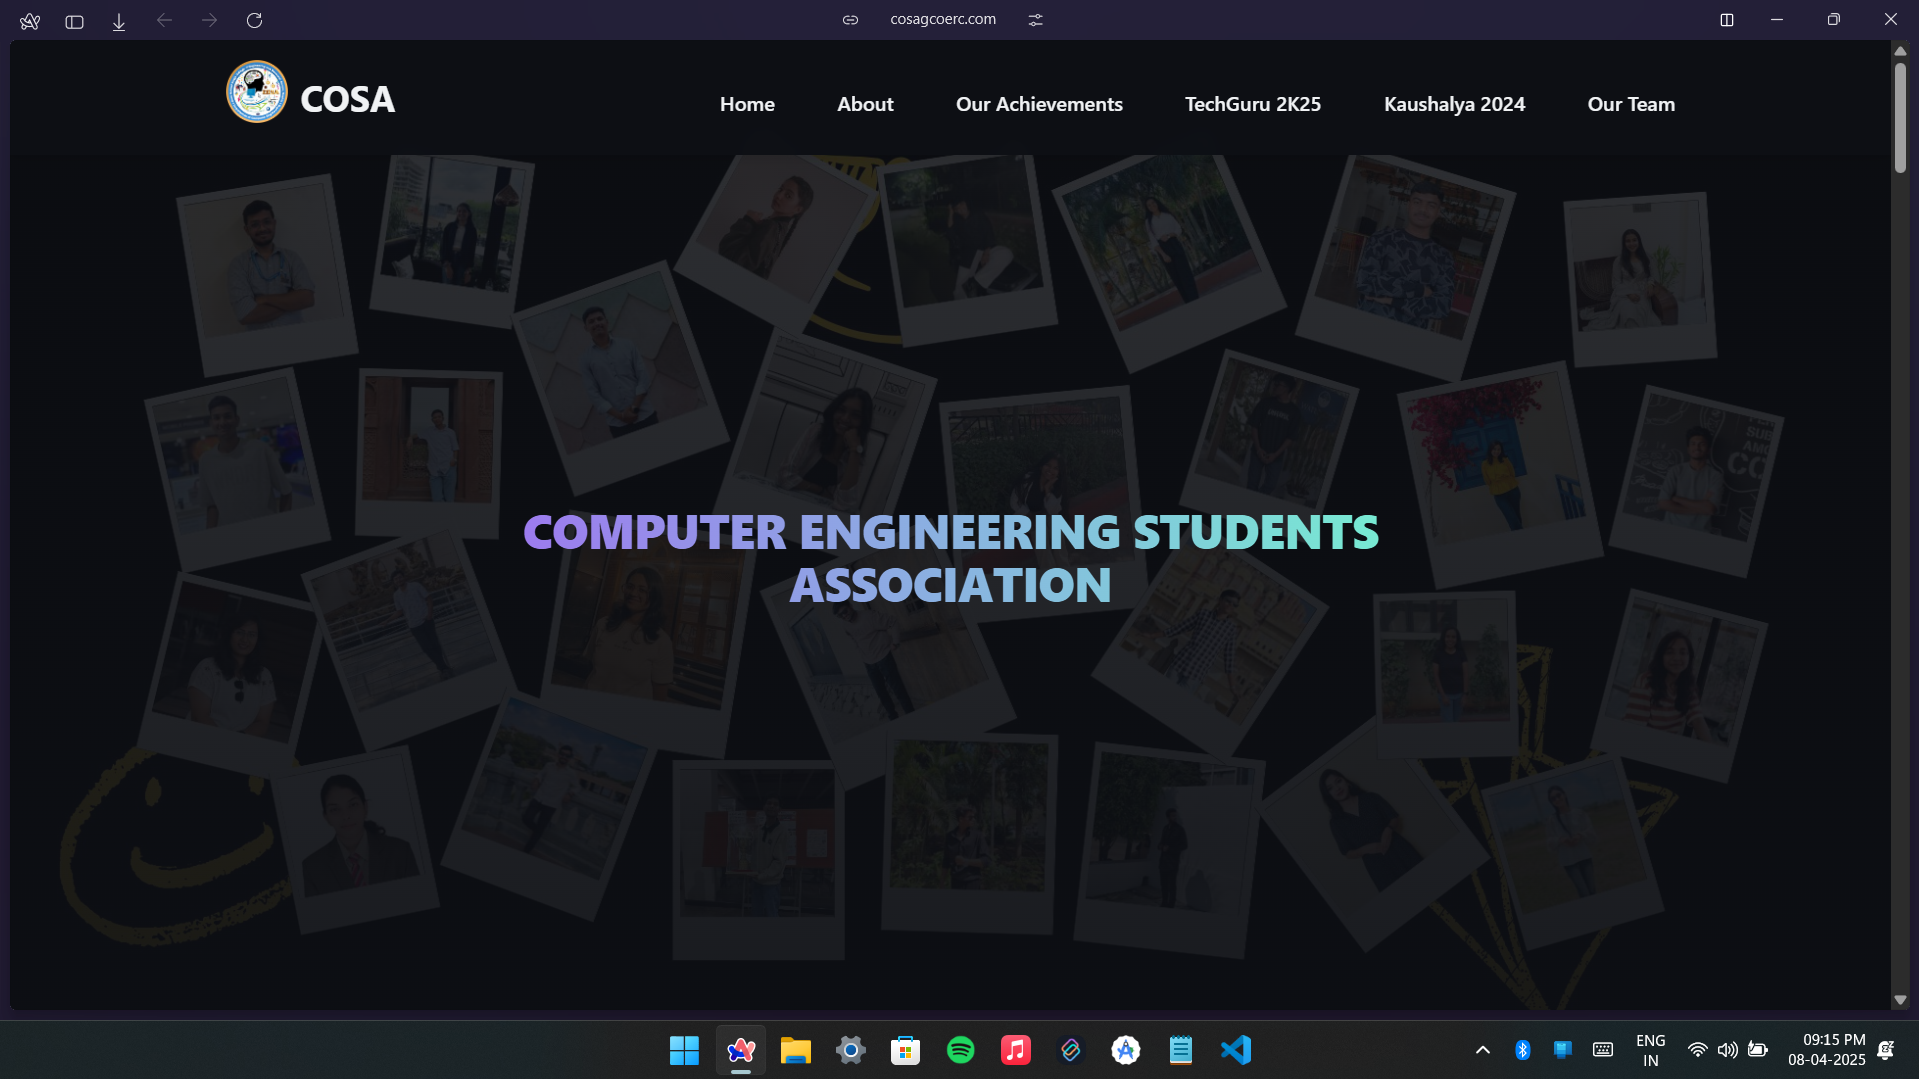 cosagcoerc.com
COSA
Home
About
Our Achievements
TechGuru 2K25
Kaushalya 2024
Our Team
COMPUTER ENGINEERING STUDENTS
ASSOCIATION
ENG
IN
09:15 PM
08-04-2025